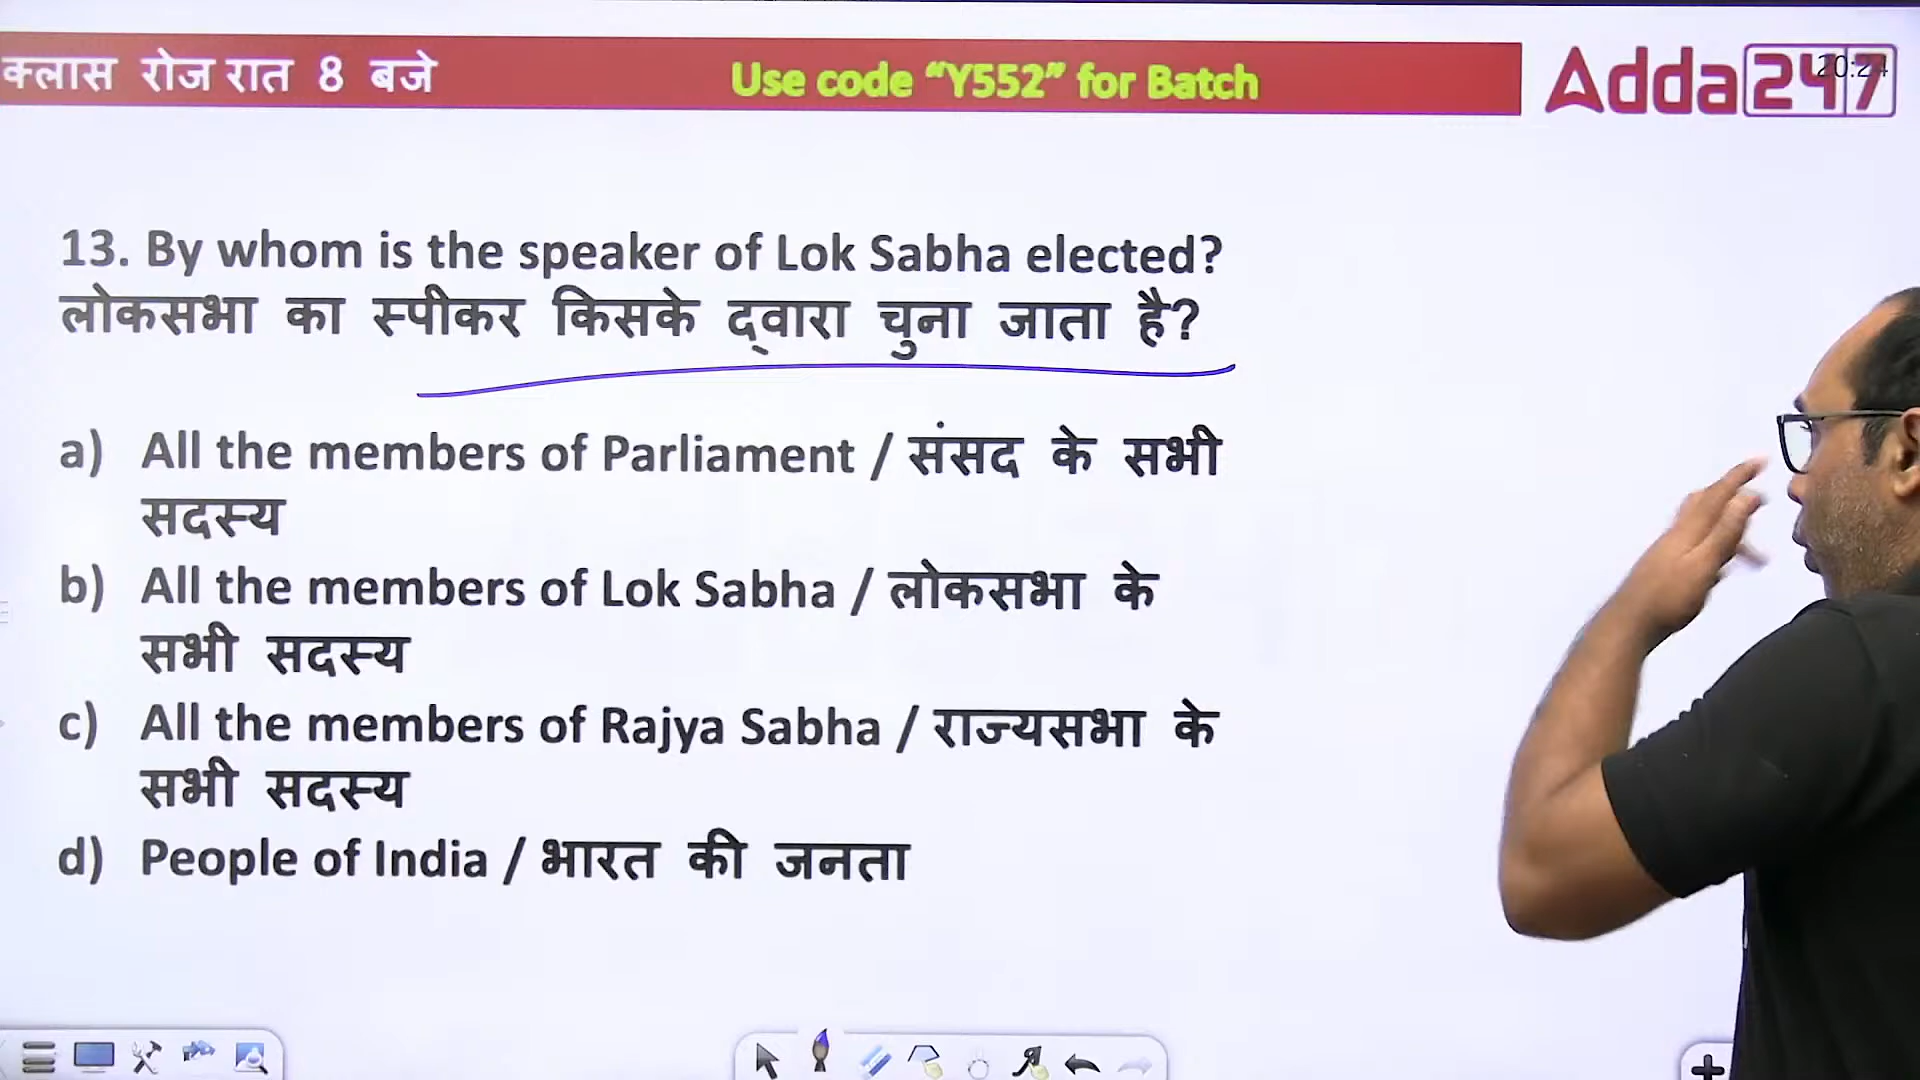 क्लास रोज रात 8 बजे
Use code “Y552” for Batch
Adda247
20:24
13. By whom is the speaker of Lok Sabha elected?
लोकसभा का स्पीकर किसके द्वारा चुना जाता है?
a) All the members of Parliament / संसद के सभी
सदस्य
b) All the members of Lok Sabha / लोकसभा के
सभी सदस्य
c) All the members of Rajya Sabha / राज्यसभा के
सभी सदस्य
d) People of India / भारत की जनता